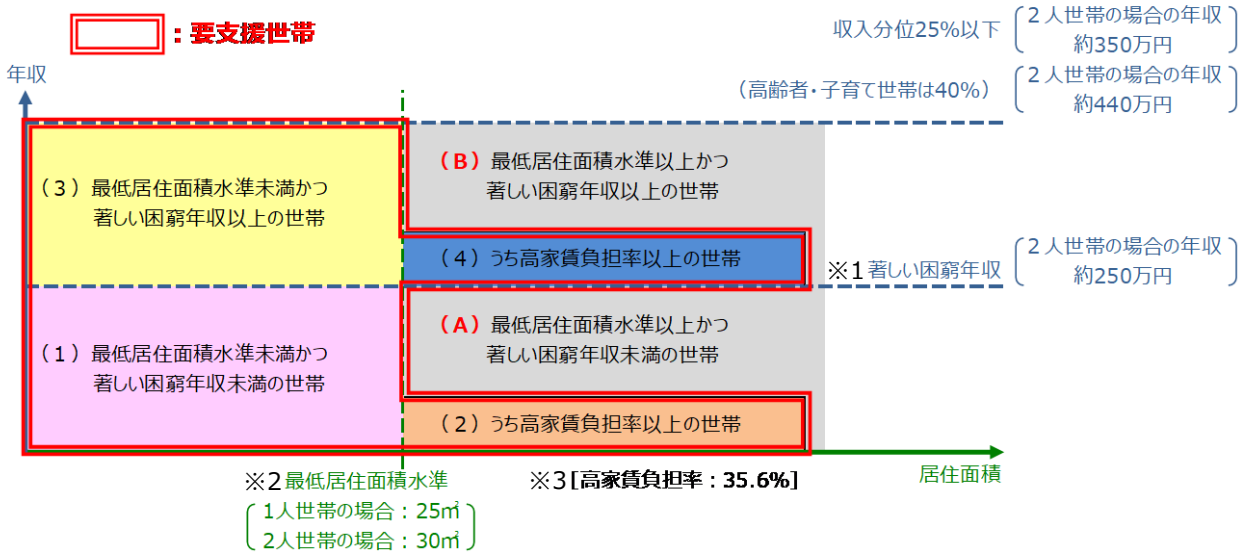 ：要支援世帯
収入分位25%以下
2人世帯の場合の年収
約350万円
（高齢者・子育て世帯は40%）
2人世帯の場合の年収
約440万円
年収
（3）最低居住面積水準未満かつ
著しい困窮年収以上の世帯
（B）最低居住面積水準以上かつ
著しい困窮年収以上の世帯
（4）うち高家賃負担率以上の世帯
※1著しい困窮年収
2人世帯の場合の年収
約250万円
（1）最低居住面積水準未満かつ
著しい困窮年収未満の世帯
（A）最低居住面積水準以上かつ
著しい困窮年収未満の世帯
（2）うち高家賃負担率以上の世帯
居住面積
※2最低居住面積水準
1人世帯の場合：25㎡
2人世帯の場合：30㎡
※3[高家賃負担率：35.6%]